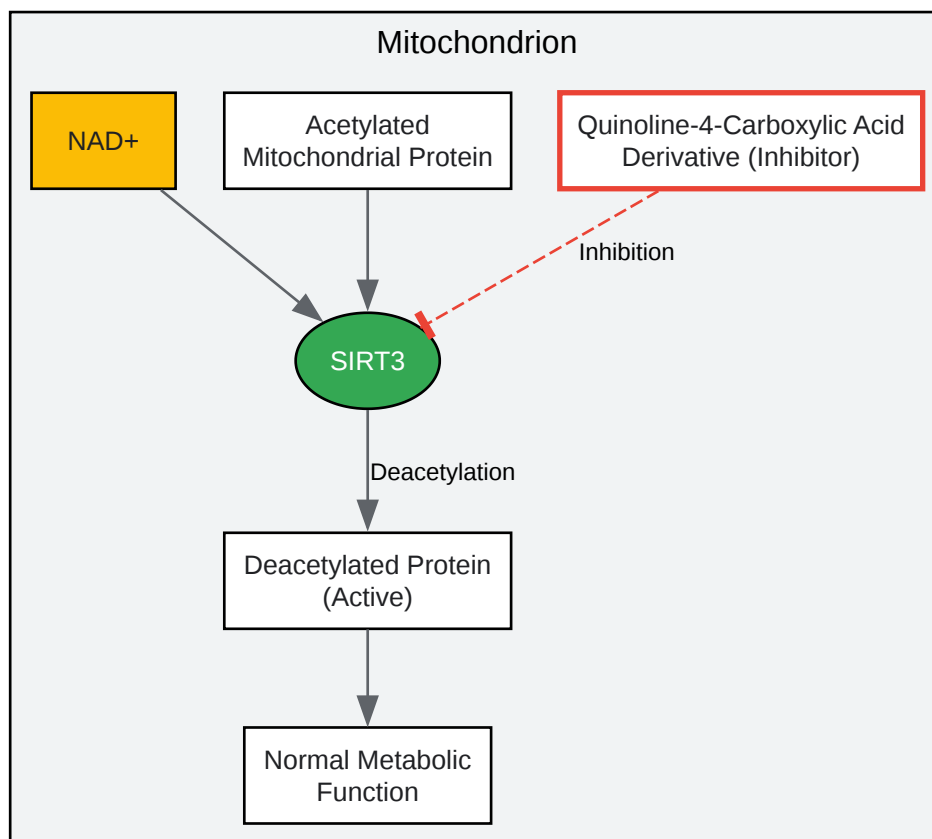 Mitochondrion
NAD+
Acetylated
Mitochondrial Protein
Quinoline-4-Carboxylic Acid
Derivative (Inhibitor)
Inhibition
SIRT3
Deacetylation
Deacetylated Protein
(Active)
Normal Metabolic
Function